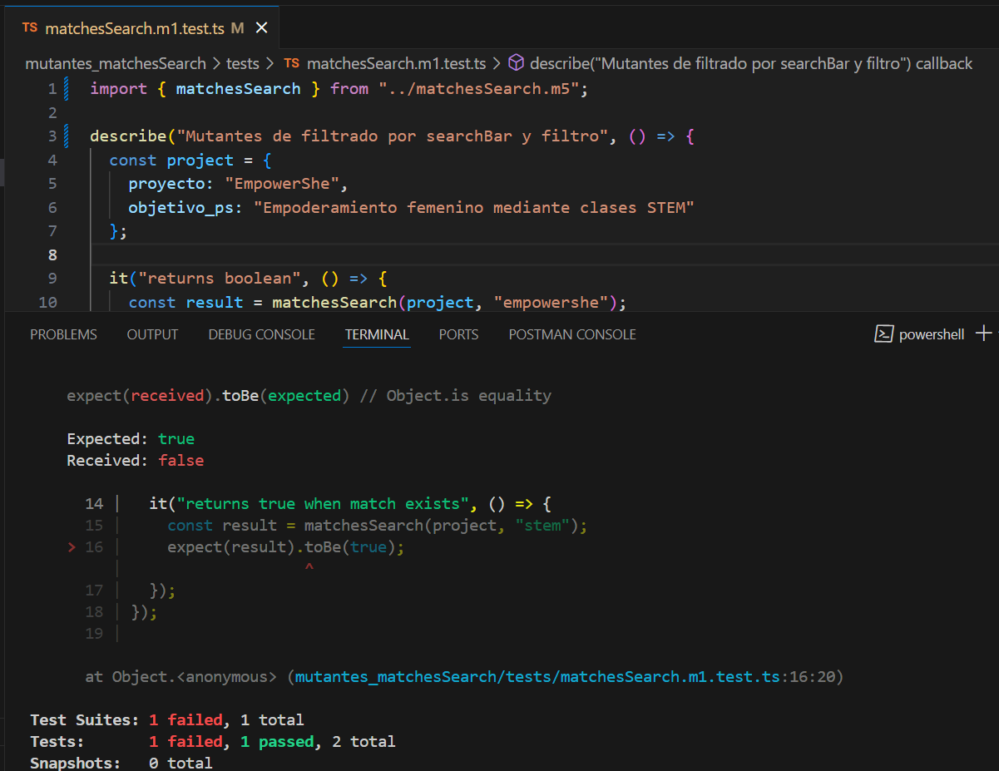 TS matchesSearch.m1.test.ts M ×
mutantes_matchesSearch > tests > TS matchesSearch.m1.test.ts > describe("Mutantes de filtrado por searchBar y filtro") callback
1 import { matchesSearch } from "../matchesSearch.m5";
2
3 describe("Mutantes de filtrado por searchBar y filtro", () => {
4 const project = {
5 proyecto: "EmpowerShe",
6 objetivo_ps: "Empoderamiento femenino mediante clases STEM"
7 };
8
9 it("returns boolean", () => {
10 const result = matchesSearch(project, "empowershe");
PROBLEMS OUTPUT DEBUG CONSOLE TERMINAL PORTS POSTMAN CONSOLE powershell +
expect(received).toBe(expected) // Object.is equality
Expected: true
Received: false
14 | it("returns true when match exists", () => {
15 | const result = matchesSearch(project, "stem");
> 16 | expect(result).toBe(true);
| ^
17 | });
18 | });
19 |
at Object.<anonymous> (mutantes_matchesSearch/tests/matchesSearch.m1.test.ts:16:20)
Test Suites: 1 failed, 1 total
Tests: 1 failed, 1 passed, 2 total
Snapshots: 0 total